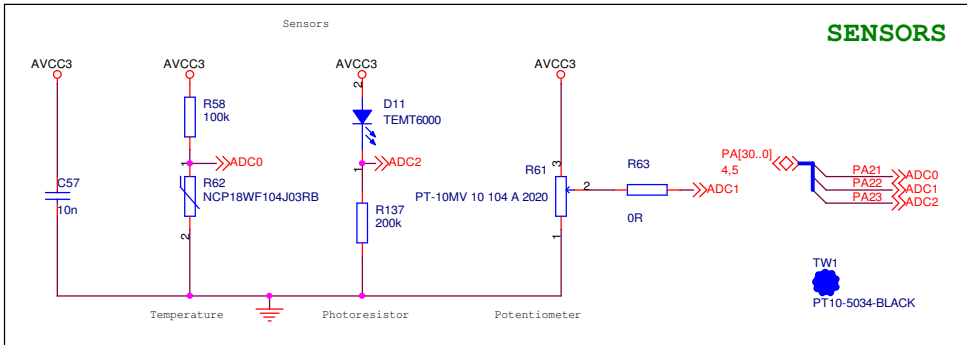 Sensors
SENSORS
AVCC3
AVCC3
AVCC3
AVCC3
C57
10n
R58
100k
1
ADC0
R62
NCP18WF104J03RB
2
2
D11
TEMT6000
1
ADC2
R137
200k
R61
3
PT-10MV 10 104 A 2020
2
1
R63
0R
ADC1
PA[30..0]
4,5
PA21
ADC0
PA22
ADC1
PA23
ADC2
TW1
PT10-5034-BLACK
Temperature
Photoresistor
Potentiometer